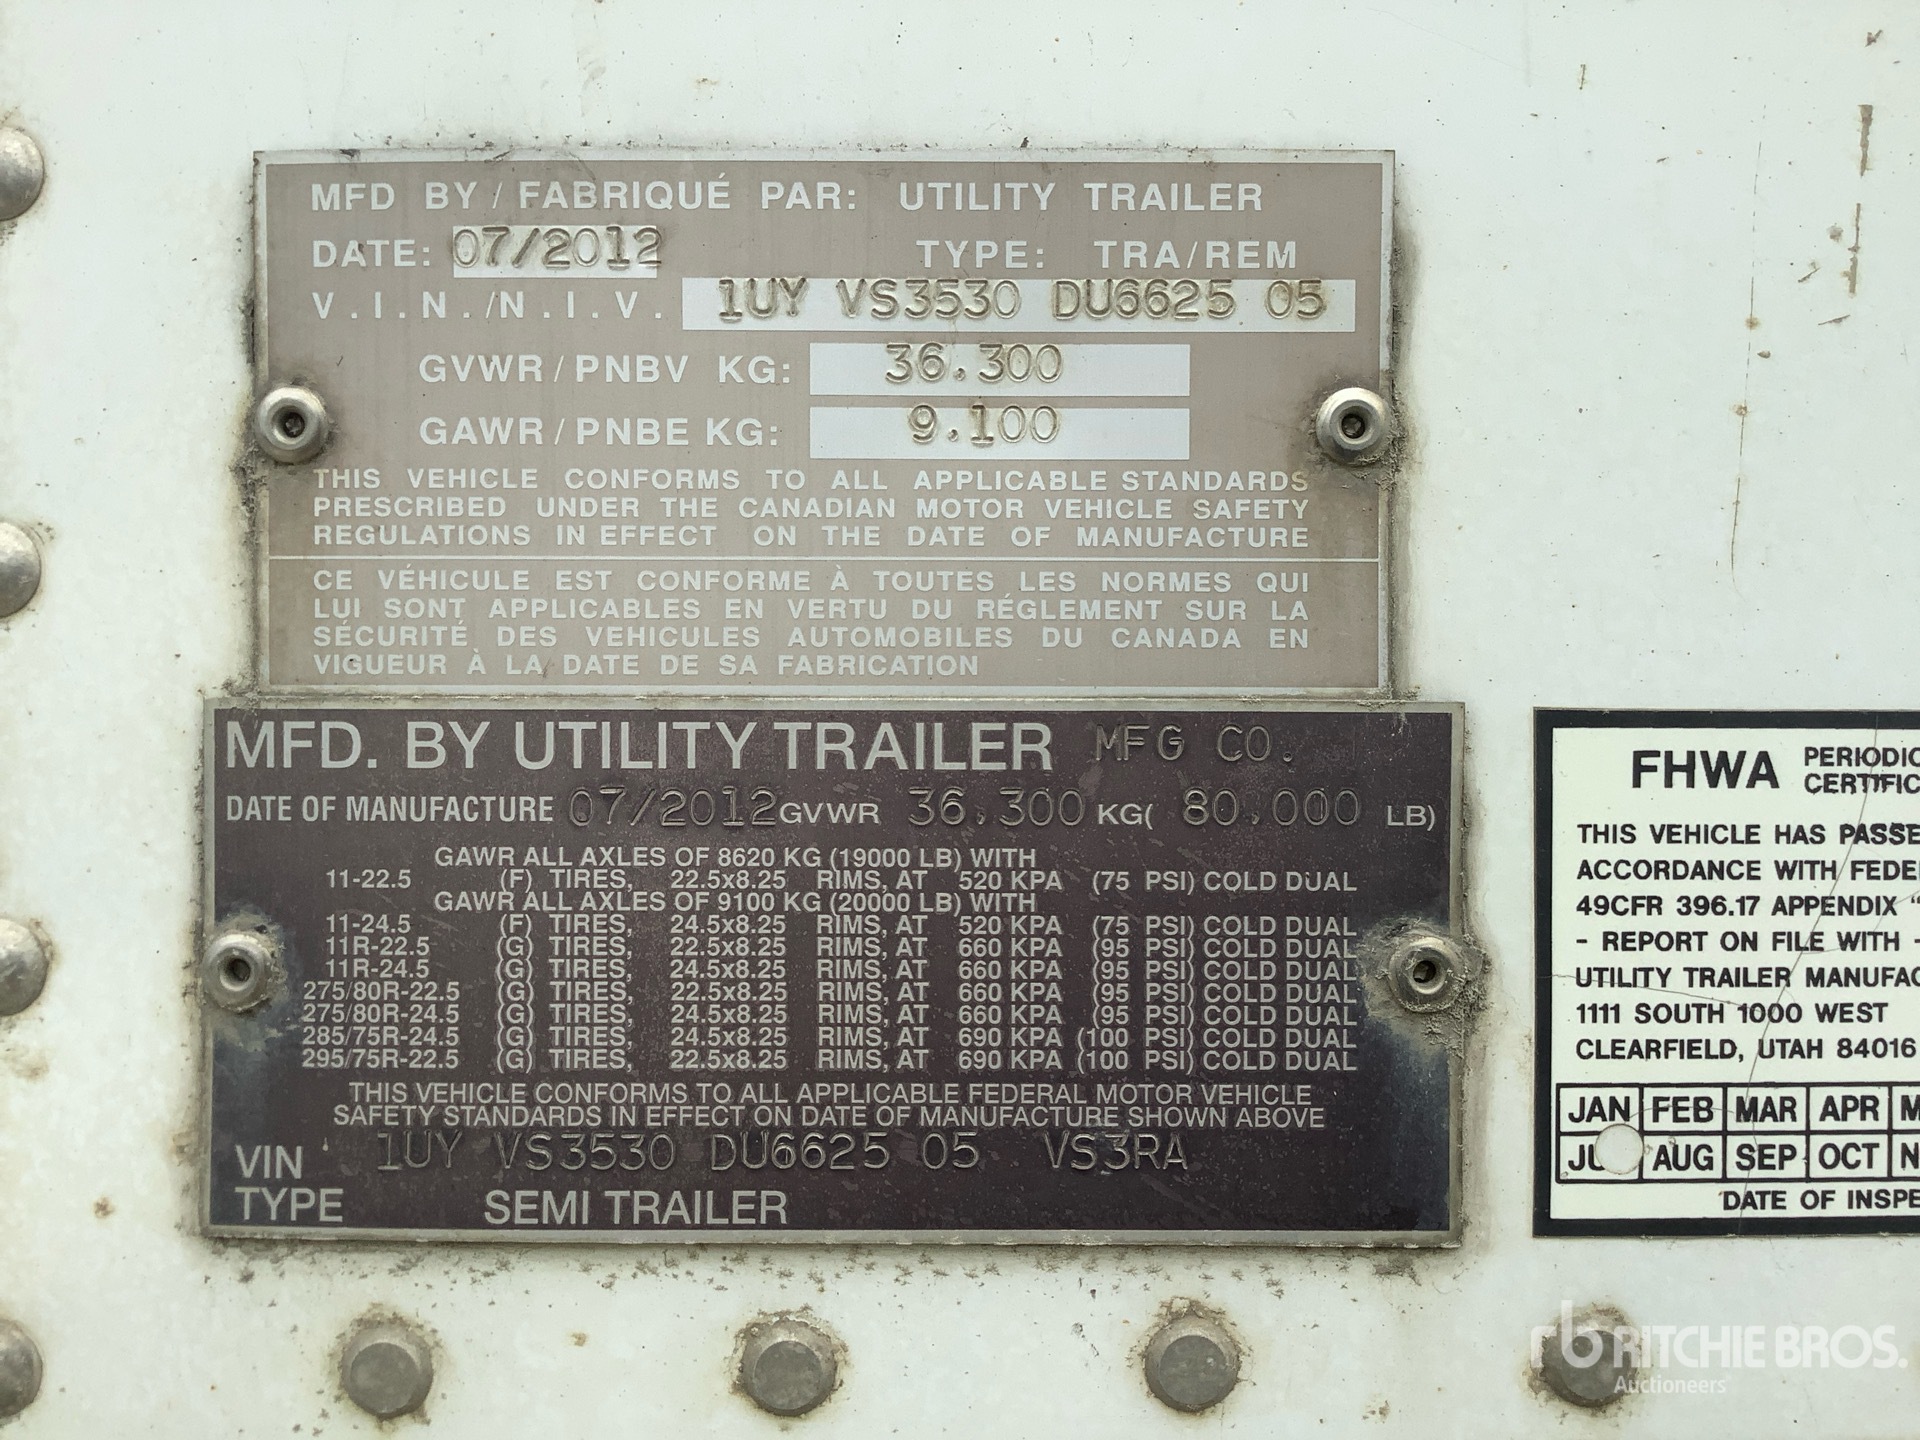 MFD BY / FABRIQUÉ PAR: UTILITY TRAILER
DATE: 07/2012 TYPE: TRA/REM
V.I.N./N.I.V. 1UY VS3530 DU6625 05
GVWR/PNBV KG: 36.300
GAWR/PNBE KG: 9.100
THIS VEHICLE CONFORMS TO ALL APPLICABLE STANDARDS
PRESCRIBED UNDER THE CANADIAN MOTOR VEHICLE SAFETY
REGULATIONS IN EFFECT ON THE DATE OF MANUFACTURE
CE VÉHICULE EST CONFORME À TOUTES LES NORMES QUI
LUI SONT APPLICABLES EN VERTU DU RÉGLEMENT SUR LA
SÉCURITÉ DES VEHICULES AUTOMOBILES DU CANADA EN
VIGUEUR À LA DATE DE SA FABRICATION
MFD. BY UTILITY TRAILER MFG CO.
DATE OF MANUFACTURE 07/2012 GVWR 36.300 KG( 80.000 LB)
GAWR ALL AXLES OF 8620 KG (19000 LB) WITH
11-22.5 (F) TIRES, 22.5x8.25 RIMS, AT 520 KPA (75 PSI) COLD DUAL
GAWR ALL AXLES OF 9100 KG (20000 LB) WITH
11-24.5 (F) TIRES, 24.5x8.25 RIMS, AT 520 KPA (75 PSI) COLD DUAL
11R-22.5 (G) TIRES, 22.5x8.25 RIMS, AT 660 KPA (95 PSI) COLD DUAL
11R-24.5 (G) TIRES, 24.5x8.25 RIMS, AT 660 KPA (95 PSI) COLD DUAL
275/80R-22.5 (G) TIRES, 22.5x8.25 RIMS, AT 660 KPA (95 PSI) COLD DUAL
275/80R-24.5 (G) TIRES, 24.5x8.25 RIMS, AT 660 KPA (95 PSI) COLD DUAL
285/75R-24.5 (G) TIRES, 24.5x8.25 RIMS, AT 690 KPA (100 PSI) COLD DUAL
295/75R-22.5 (G) TIRES, 22.5x8.25 RIMS, AT 690 KPA (100 PSI) COLD DUAL
THIS VEHICLE CONFORMS TO ALL APPLICABLE FEDERAL MOTOR VEHICLE
SAFETY STANDARDS IN EFFECT ON DATE OF MANUFACTURE SHOWN ABOVE
VIN 1UY VS3530 DU6625 05 VS3RA
TYPE SEMI TRAILER
FHWA PERIODIC
CERTIFIC
THIS VEHICLE HAS PASSE
ACCORDANCE WITH FEDE
49CFR 396.17 APPENDIX "
- REPORT ON FILE WITH -
UTILITY TRAILER MANUFAC
1111 SOUTH 1000 WEST
CLEARFIELD, UTAH 84016
JAN FEB MAR APR M
JU AUG SEP OCT N
DATE OF INSPE
rb RITCHIE BROS.
Auctioneers